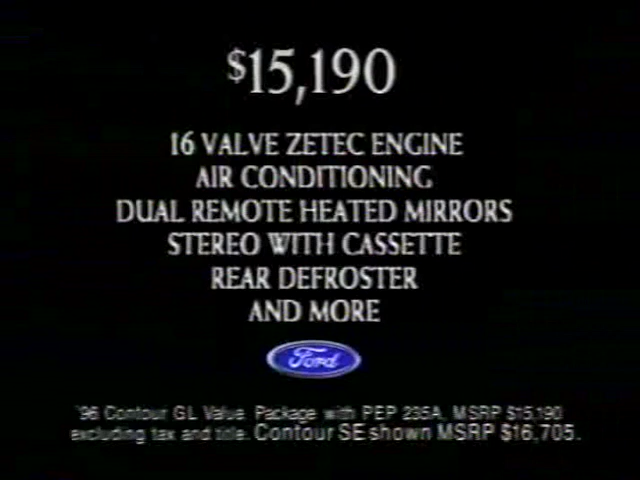 $15,190
16 VALVE ZETEC ENGINE
AIR CONDITIONING
DUAL REMOTE HEATED MIRRORS
STEREO WITH CASSETTE
REAR DEFROSTER
AND MORE
Ford
'96 Contour GL Value Package with PEP 235A. MSRP $15,190
excluding tax and title. Contour SE shown MSRP $16,705.